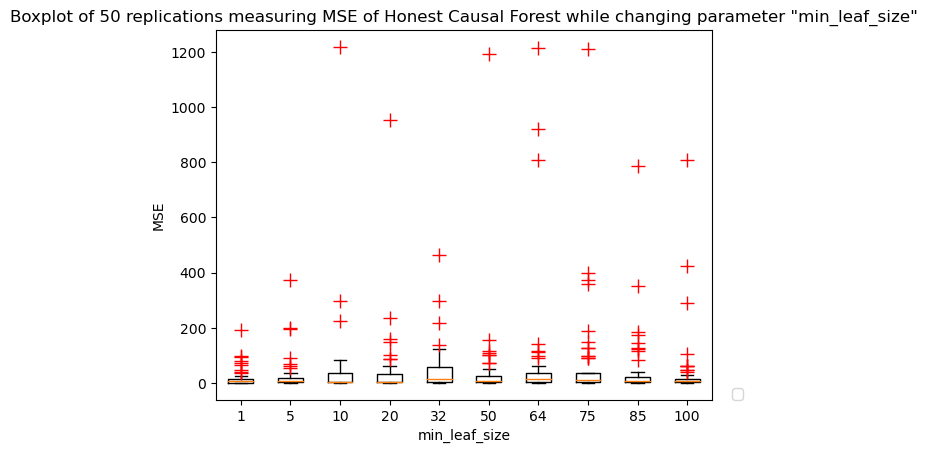 Boxplot of 50 replications measuring MSE of Honest Causal Forest while changing parameter "min_leaf_size"
1200
1000
800
600
400
200
0
MSE
1 5 10 20 32 50 64 75 85 100
min_leaf_size